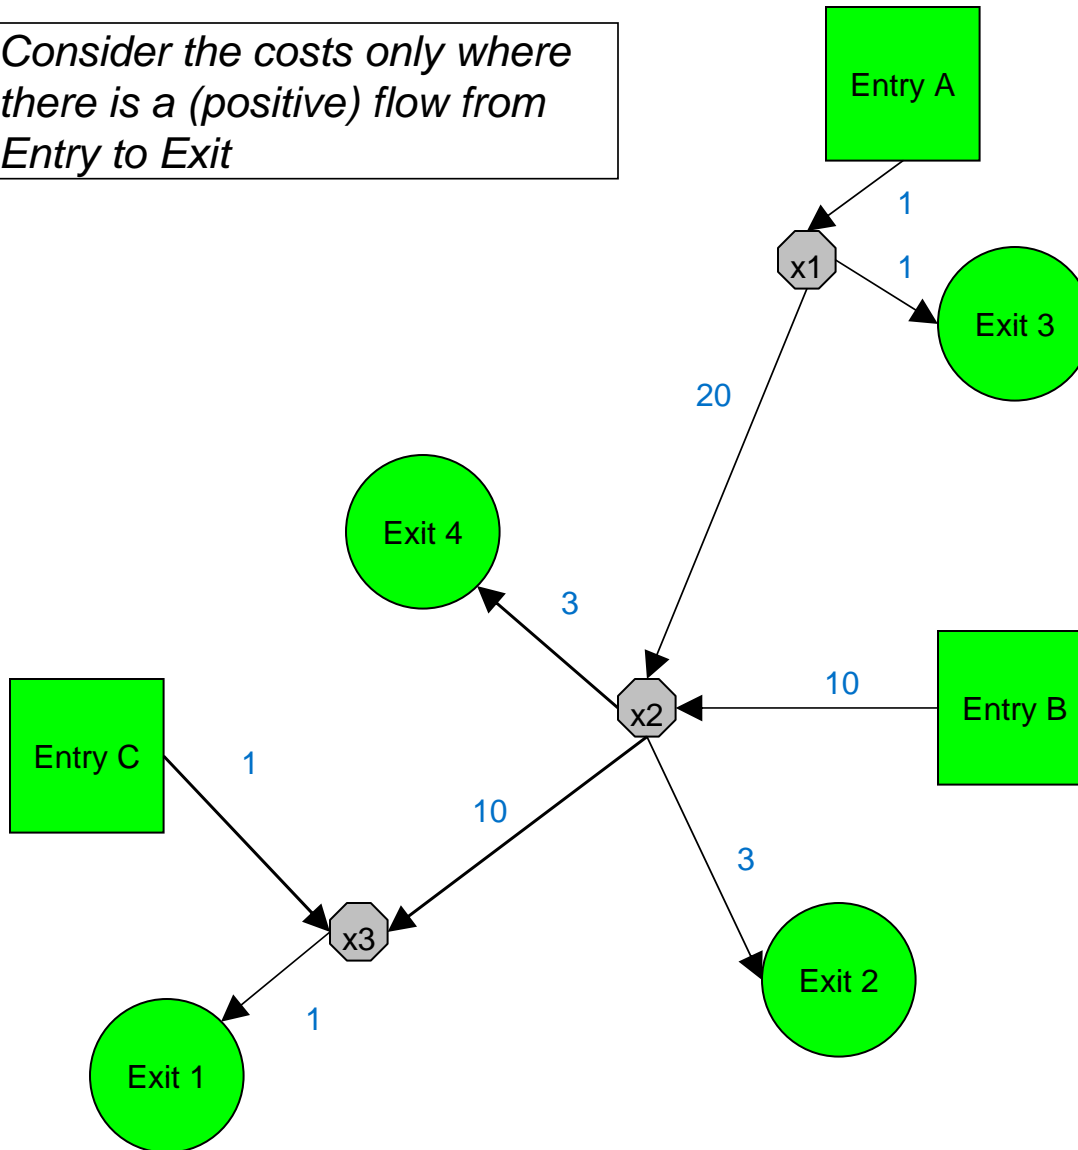 Consider the costs only where
there is a (positive) flow from
Entry to Exit
Entry A
1
x1
1
Exit 3
20
Exit 4
3
x2
10
Entry B
Entry C
1
10
3
x3
Exit 2
1
Exit 1